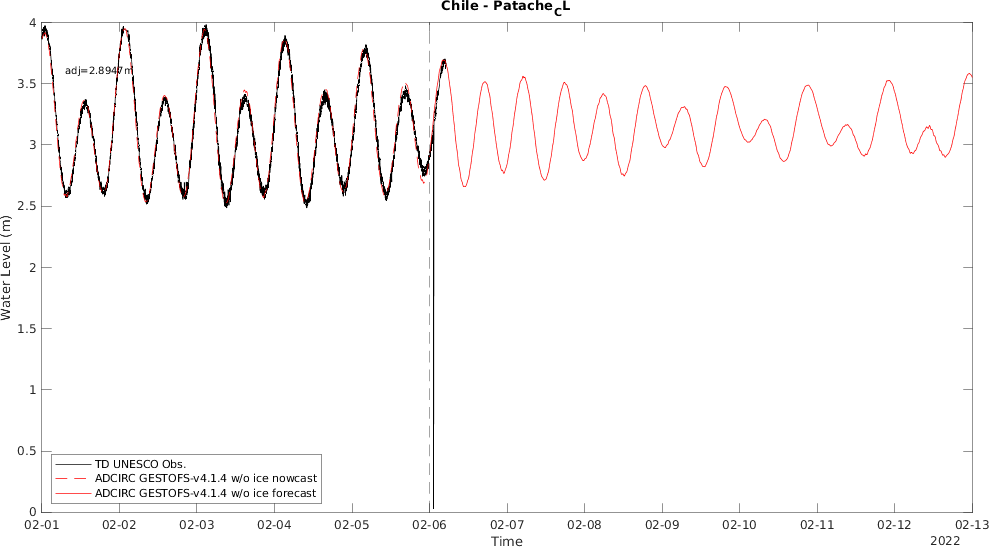 Chile - Patache_CL
4
3.5
3
2.5
2
1.5
1
0.5
0
Water Level (m)
adj=2.8947m
TD UNESCO Obs.
ADCIRC GESTOFS-v4.1.4 w/o ice nowcast
ADCIRC GESTOFS-v4.1.4 w/o ice forecast
02-01 02-02 02-03 02-04 02-05 02-06 02-07 02-08 02-09 02-10 02-11 02-12 02-13
Time
2022